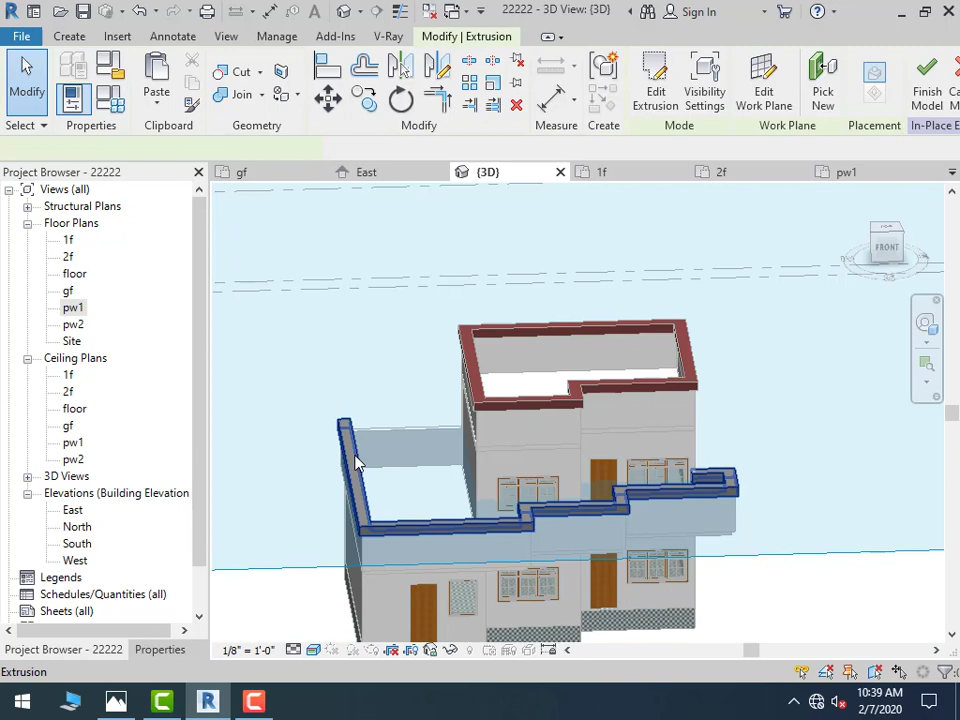 22222 - 3D View: {3D}
Sign In
File
Create
Insert
Annotate
View
Manage
Add-Ins
V-Ray
Modify | Extrusion
Modify
Paste
Cut
Join
Edit Extrusion
Visibility Settings
Edit Work Plane
Pick New
Finish Model
Select
Properties
Clipboard
Geometry
Modify
Measure
Create
Mode
Work Plane
Placement
In-Place E
Project Browser - 22222
gf
East
{3D}
1f
2f
pw1
Views (all)
Structural Plans
Floor Plans
1f
2f
floor
gf
pw1
pw2
Site
Ceiling Plans
1f
2f
floor
gf
pw1
pw2
3D Views
Elevations (Building Elevation
East
North
South
West
Legends
Schedules/Quantities (all)
Sheets (all)
FRONT
Project Browser - 22222
Properties
1/8" = 1'-0"
Extrusion
10:39 AM
2/7/2020